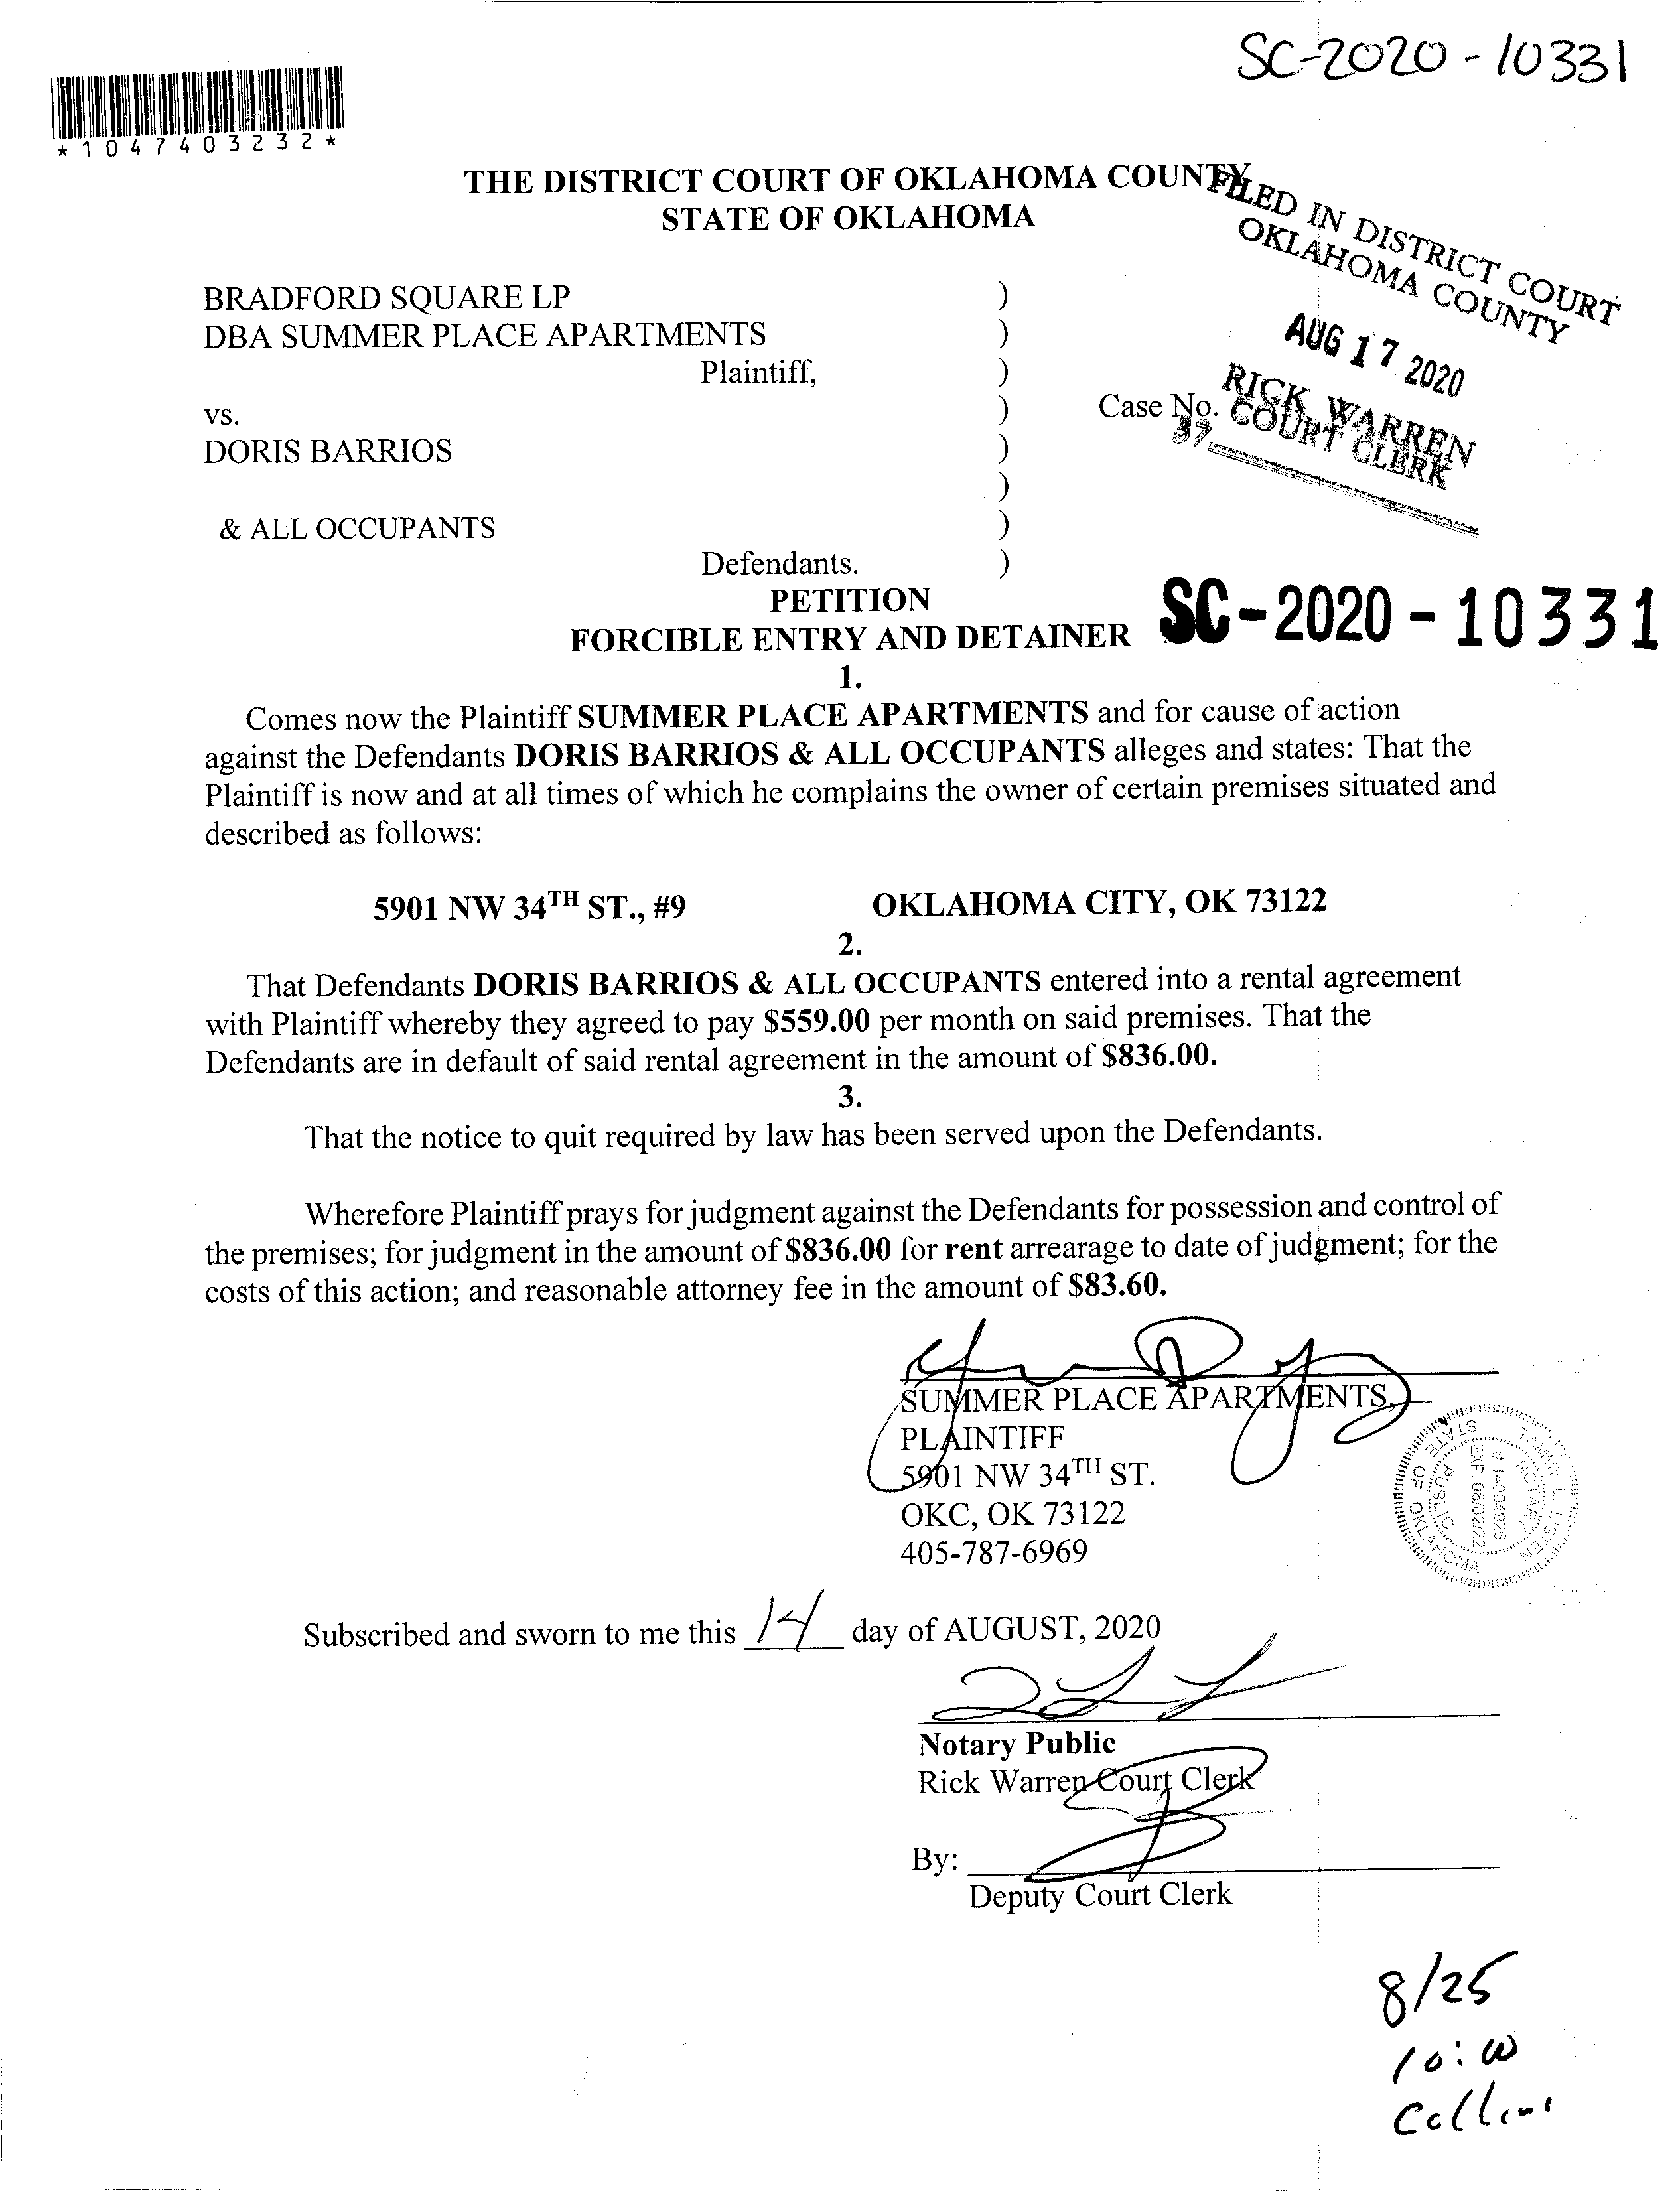 SC-2020-10331
*1047403232*
THE DISTRICT COURT OF OKLAHOMA COUNTY
STATE OF OKLAHOMA
FILED IN DISTRICT COURT
OKLAHOMA COUNTY
AUG 17 2020
RICK WARREN
COURT CLERK
37
BRADFORD SQUARE LP )
DBA SUMMER PLACE APARTMENTS )
Plaintiff, )
vs. ) Case No.
DORIS BARRIOS )
)
& ALL OCCUPANTS )
Defendants. )
PETITION
FORCIBLE ENTRY AND DETAINER
SC-2020-10331
1.
Comes now the Plaintiff SUMMER PLACE APARTMENTS and for cause of action
against the Defendants DORIS BARRIOS & ALL OCCUPANTS alleges and states: That the
Plaintiff is now and at all times of which he complains the owner of certain premises situated and
described as follows:
5901 NW 34TH ST., #9 OKLAHOMA CITY, OK 73122
2.
That Defendants DORIS BARRIOS & ALL OCCUPANTS entered into a rental agreement
with Plaintiff whereby they agreed to pay $559.00 per month on said premises. That the
Defendants are in default of said rental agreement in the amount of $836.00.
3.
That the notice to quit required by law has been served upon the Defendants.
Wherefore Plaintiff prays for judgment against the Defendants for possession and control of
the premises; for judgment in the amount of $836.00 for rent arrearage to date of judgment; for the
costs of this action; and reasonable attorney fee in the amount of $83.60.
SUMMER PLACE APARTMENTS,
PLAINTIFF
5901 NW 34TH ST.
OKC, OK 73122
405-787-6969
TAMMY L. LISTEN
NOTARY PUBLIC
# 14004926
EXP. 06/02/22
STATE OF OKLAHOMA
Subscribed and sworn to me this 14 day of AUGUST, 2020
Notary Public
Rick Warren Court Clerk
By:
Deputy Court Clerk
8/25
10:00
Collins